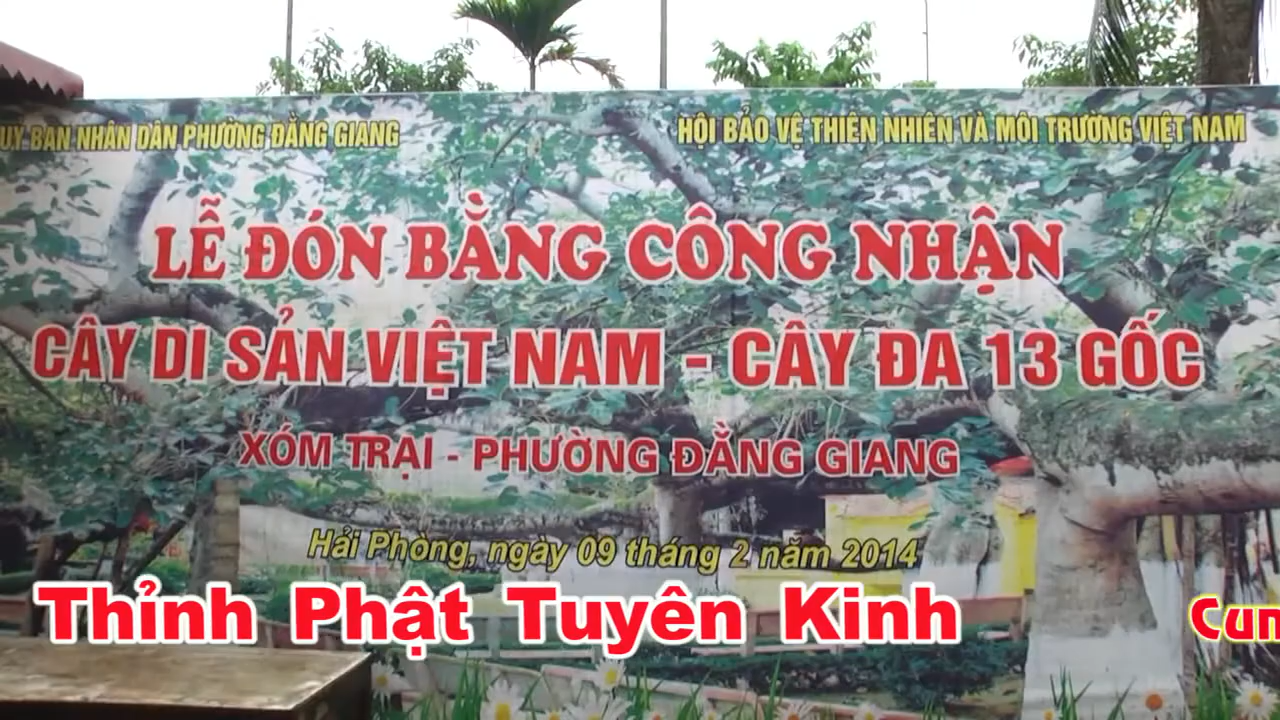 UỶ BAN NHÂN DÂN PHƯỜNG ĐẰNG GIANG
HỘI BẢO VỆ THIÊN NHIÊN VÀ MÔI TRƯỜNG VIỆT NAM
LỄ ĐÓN BẰNG CÔNG NHẬN
CÂY DI SẢN VIỆT NAM - CÂY ĐA 13 GỐC
XÓM TRẠI - PHƯỜNG ĐẰNG GIANG
Hải Phòng, ngày 09 tháng 2 năm 2014
Thỉnh Phật Tuyên Kinh